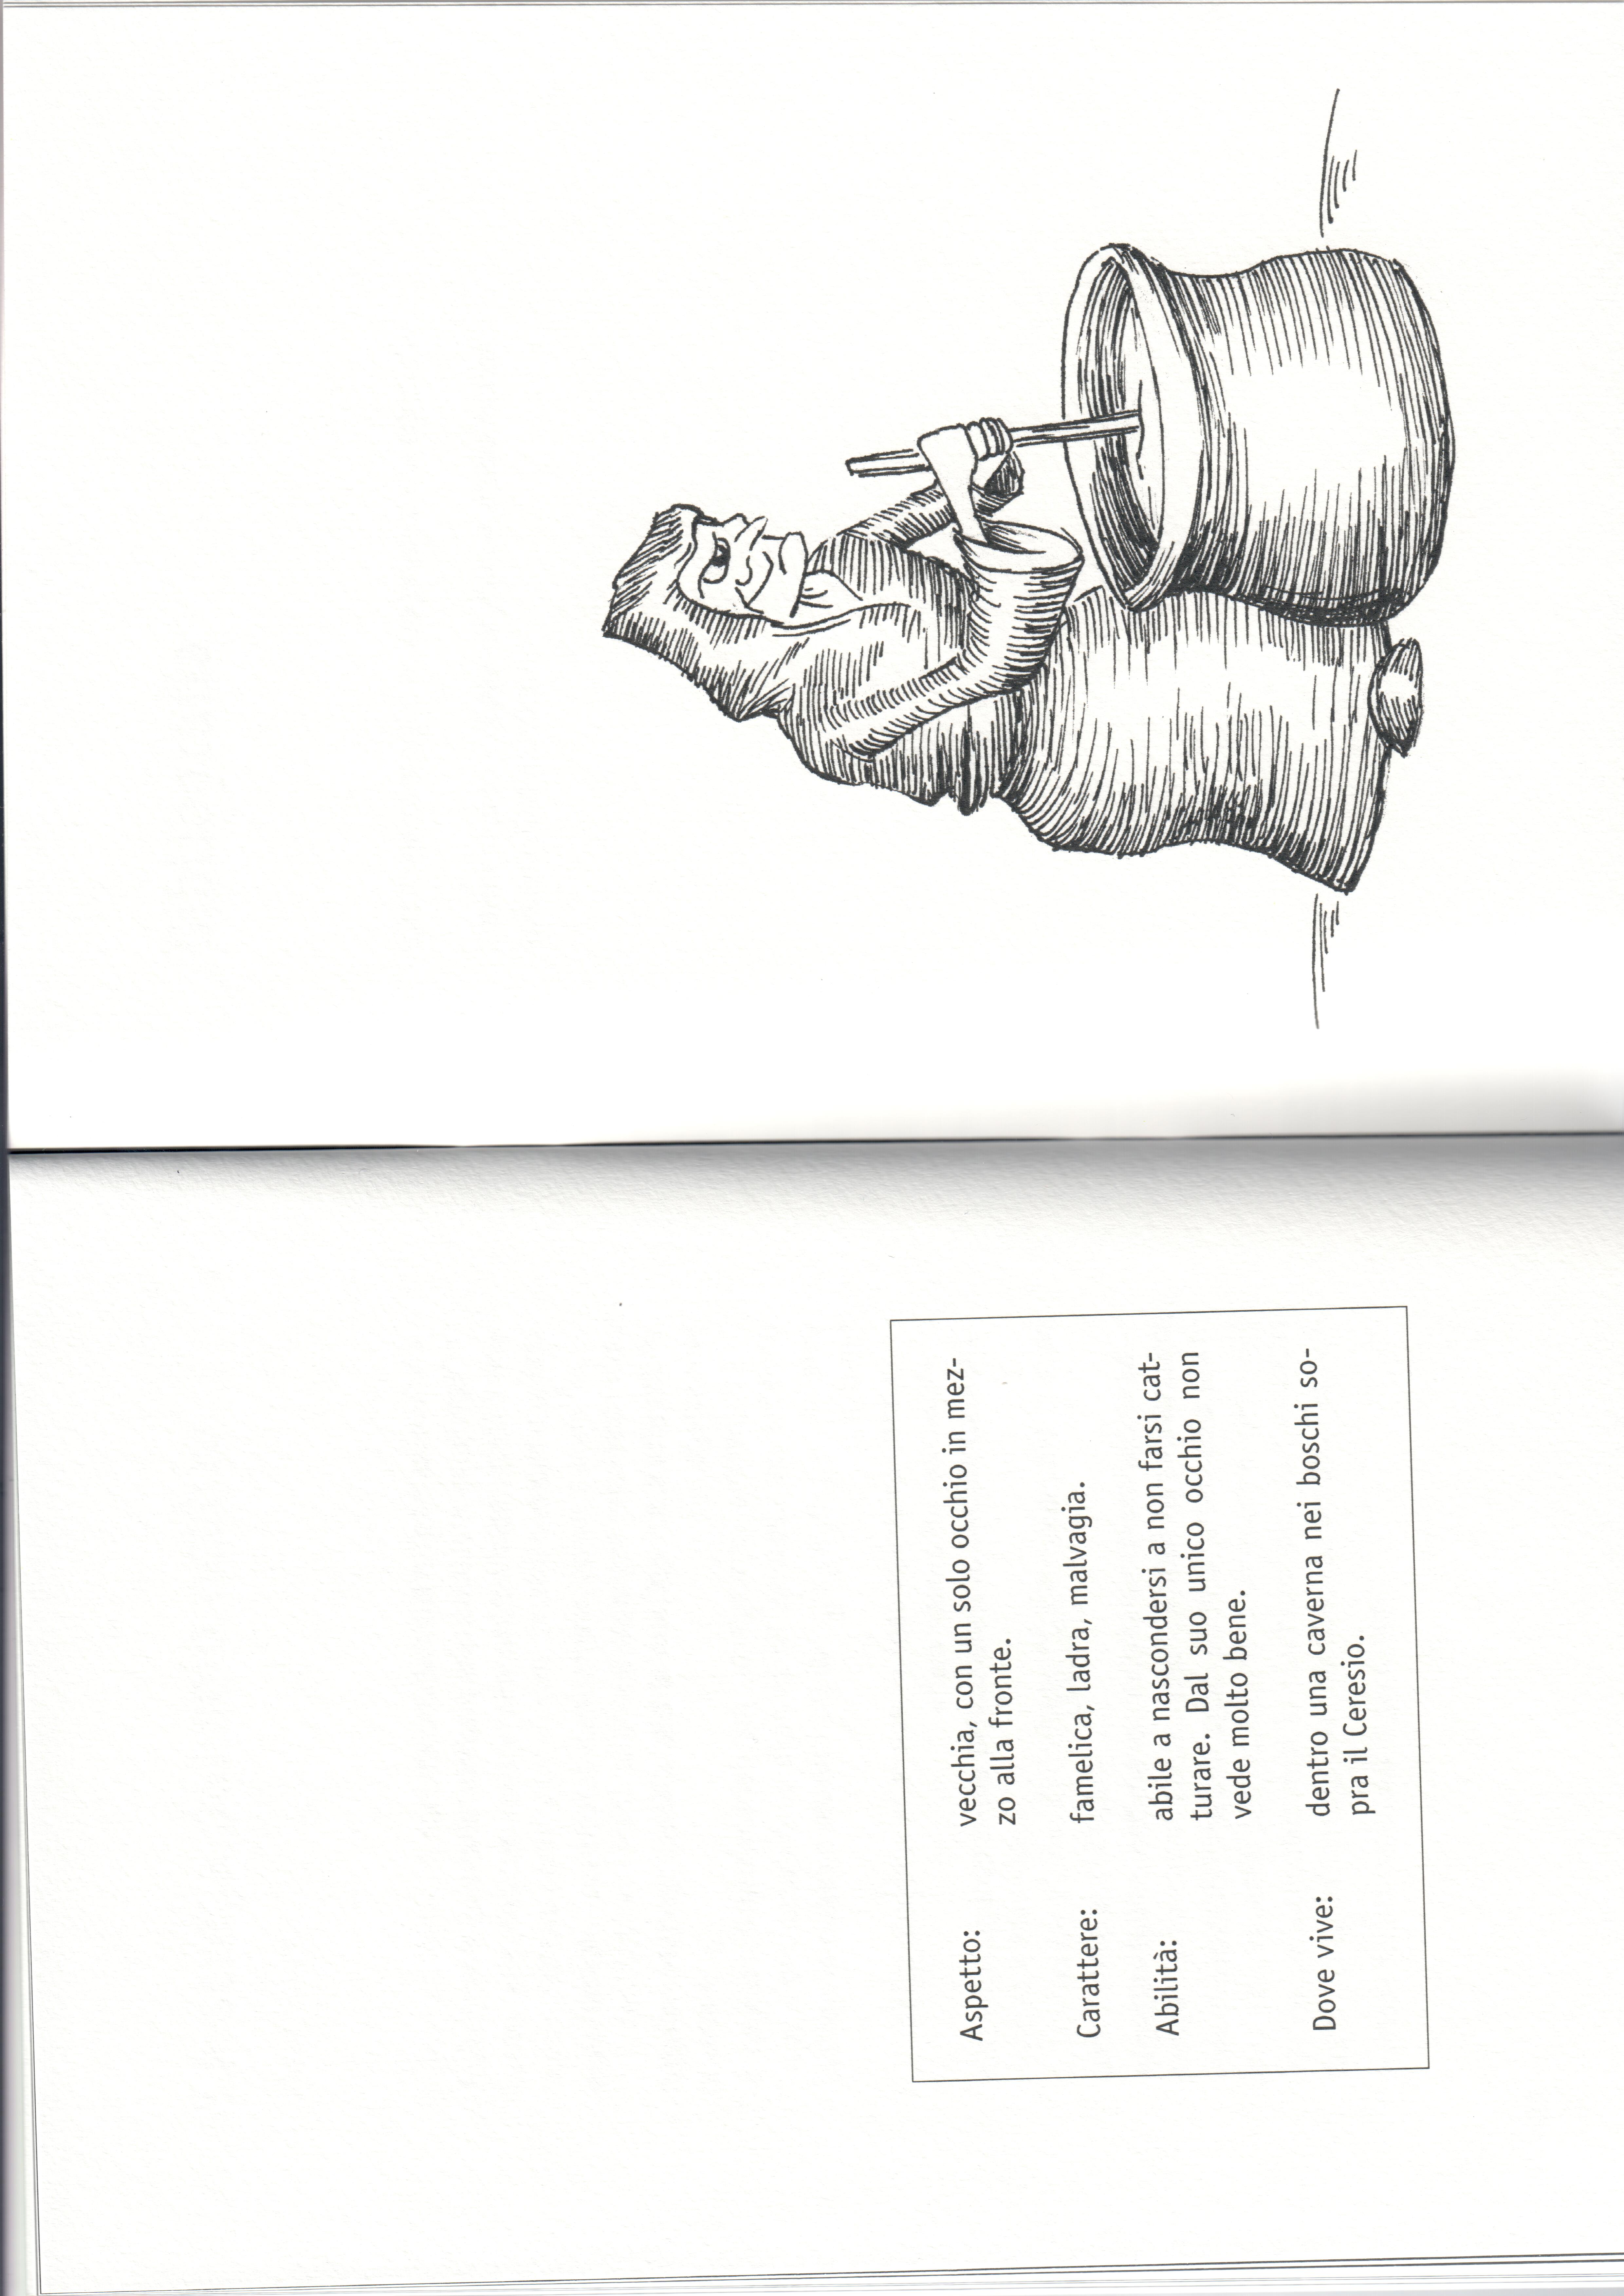 Aspetto: vecchia, con un solo occhio in mez-
zo alla fronte.
Carattere: famelica, ladra, malvagia.
Abilità: abile a nascondersi a non farsi cat-
turare. Dal suo unico occhio non
vede molto bene.
Dove vive: dentro una caverna nei boschi so-
pra il Ceresio.